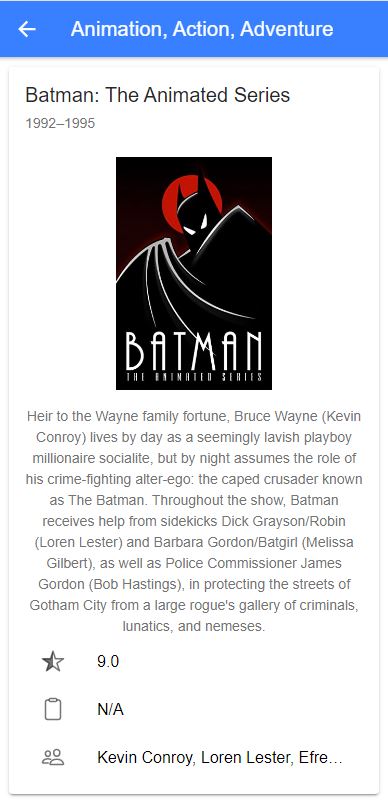 Animation, Action, Adventure
Batman: The Animated Series
1992–1995
BATMAN
THE ANIMATED SERIES
Heir to the Wayne family fortune, Bruce Wayne (Kevin
Conroy) lives by day as a seemingly lavish playboy
millionaire socialite, but by night assumes the role of
his crime-fighting alter-ego: the caped crusader known
as The Batman. Throughout the show, Batman
receives help from sidekicks Dick Grayson/Robin
(Loren Lester) and Barbara Gordon/Batgirl (Melissa
Gilbert), as well as Police Commissioner James
Gordon (Bob Hastings), in protecting the streets of
Gotham City from a large rogue's gallery of criminals,
lunatics, and nemeses.
9.0
N/A
Kevin Conroy, Loren Lester, Efre…